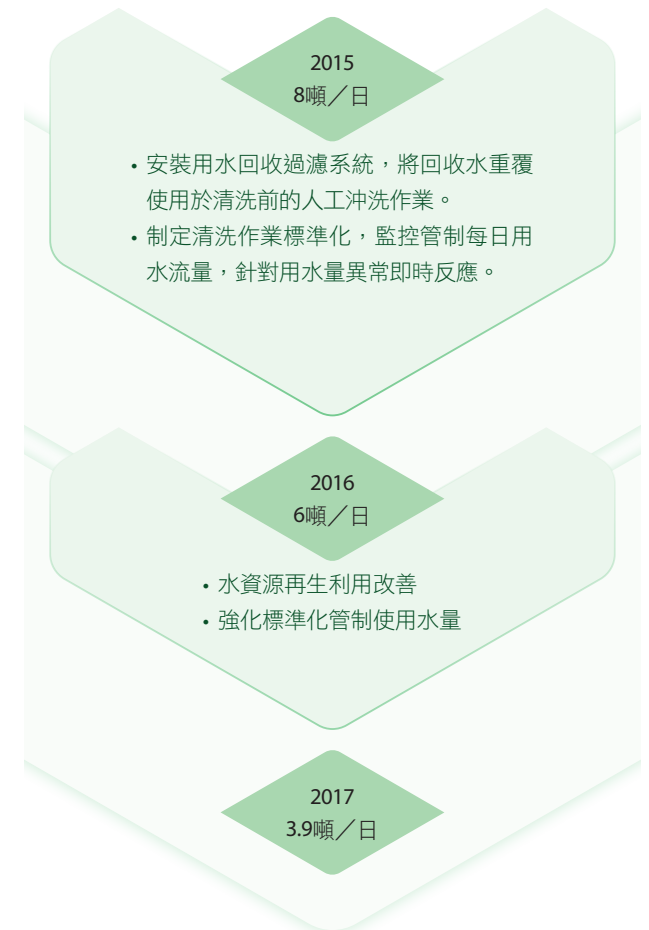 2015
8噸／日
• 安裝用水回收過濾系統，將回收水重覆
使用於清洗前的人工沖洗作業。
• 制定清洗作業標準化，監控管制每日用
水流量，針對用水量異常即時反應。
2016
6噸／日
• 水資源再生利用改善
• 強化標準化管制使用水量
2017
3.9噸／日